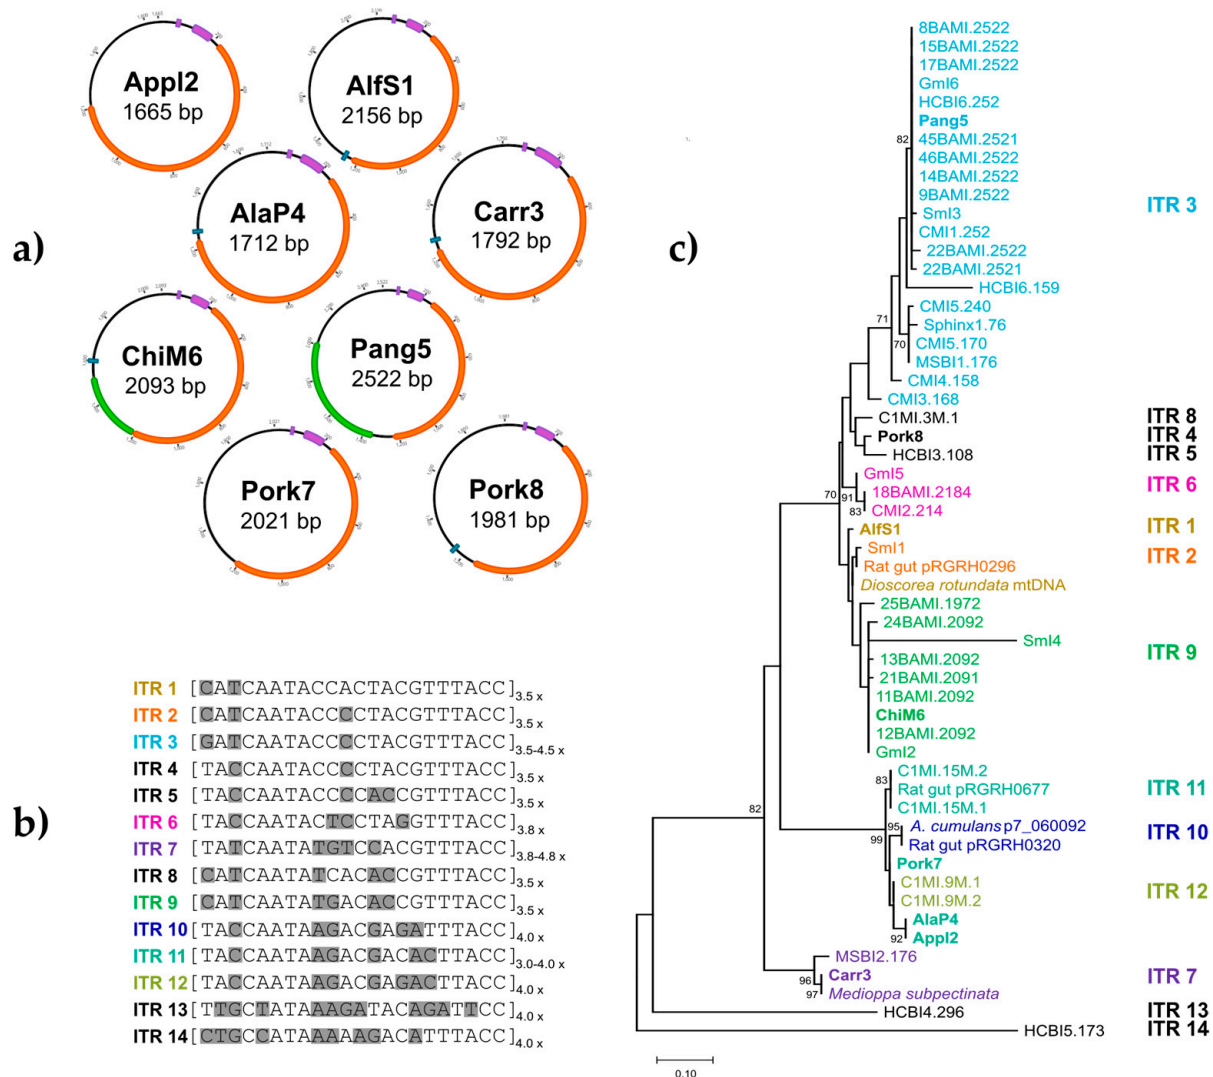 a)
Appl2
1665 bp
AlfS1
2156 bp
AlaP4
1712 bp
Carr3
1792 bp
ChiM6
2093 bp
Pang5
2522 bp
Pork7
2021 bp
Pork8
1981 bp
b)
ITR 1 [CATCAATACCACTACGTTTACC]3.5 x
ITR 2 [CATCAATACCCCTACGTTTACC]3.5 x
ITR 3 [GATCAATACCCCTACGTTTACC]3.5-4.5 x
ITR 4 [TACCAATACCCCTACGTTTACC]3.5 x
ITR 5 [TACCAATACCCCACCGTTTACC]3.5 x
ITR 6 [TACCAATACTCCTAGGTTTACC]3.8 x
ITR 7 [TATCAATATGTCCACGTTTACC]3.8-4.8 x
ITR 8 [CATCAATATCACACCGTTTACC]3.5 x
ITR 9 [CATCAATATGACACCGTTTACC]3.5 x
ITR 10 [TACCAATAAGACGAGATTTACC]4.0 x
ITR 11 [TACCAATAAGACGACACTTACC]3.0-4.0 x
ITR 12 [TACCAATAAGACGAGACTTACC]4.0 x
ITR 13 [TTGCTATAAAGATACAGATTCC]4.0 x
ITR 14 [CTGCCATAAAAAGACATTTACC]4.0 x
c)
8BAMI.2522
15BAMI.2522
17BAMI.2522
GmI6
HCBI6.252
Pang5
82
45BAMI.2521
46BAMI.2522
14BAMI.2522
9BAMI.2522
SmI3
ITR 3
CMI1.252
22BAMI.2522
22BAMI.2521
HCBI6.159
CMI5.240
71
Sphinx1.76
70
CMI5.170
MSBI1.176
CMI4.158
CMI3.168
C1MI.3M.1
ITR 8
Pork8
ITR 4
HCBI3.108
ITR 5
GmI5
70
91
18BAMI.2184
ITR 6
83
CMI2.214
AlfS1
ITR 1
SmI1
ITR 2
Rat gut pRGRH0296
Dioscorea rotundata mtDNA
25BAMI.1972
24BAMI.2092
SmI4
ITR 9
13BAMI.2092
21BAMI.2091
11BAMI.2092
ChiM6
12BAMI.2092
GmI2
C1MI.15M.2
83
Rat gut pRGRH0677
ITR 11
C1MI.15M.1
82
95
A. cumulans p7_060092
ITR 10
99
Rat gut pRGRH0320
Pork7
C1MI.9M.1
ITR 12
C1MI.9M.2
AlaP4
92
Appl2
MSBI2.176
96
Carr3
ITR 7
97
Medioppa subpectinata
HCBI4.296
ITR 13
HCBI5.173
ITR 14
0.10